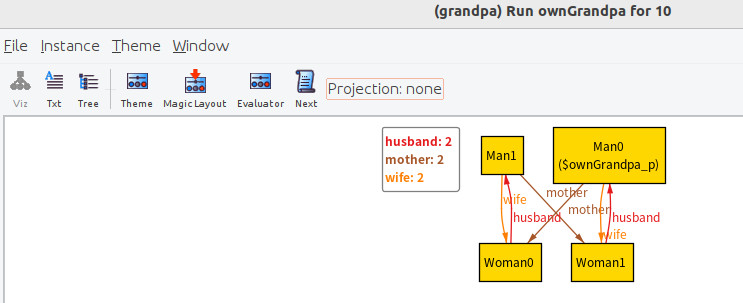 (grandpa) Run ownGrandpa for 10
File Instance Theme Window
Viz Txt Tree Theme Magic Layout Evaluator Next Projection: none
husband: 2
mother: 2
wife: 2
Man1
Man0
($ownGrandpa_p)
wife
mother
mother
husband
husband
wife
Woman0
Woman1